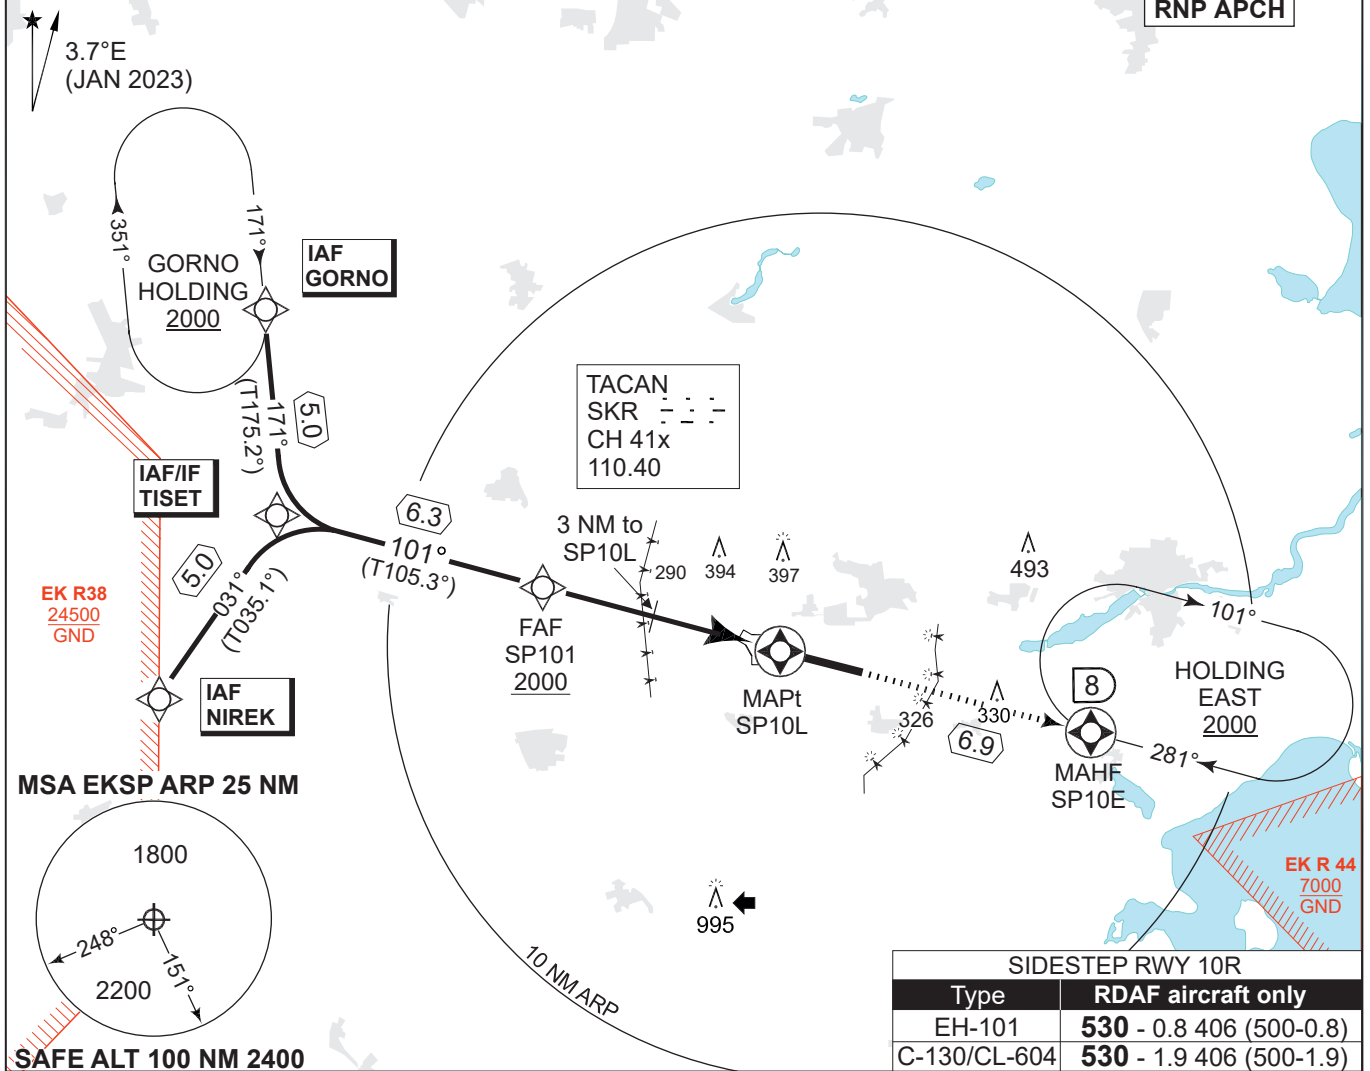 RNP APCH
3.7°E
(JAN 2023)
351°
171°
GORNO
HOLDING
2000
IAF
GORNO
171°
(T175.2°)
5.0
TACAN
SKR
CH 41x
110.40
IAF/IF
TISET
6.3
101°
(T105.3°)
3 NM to
SP10L
290
394
397
493
5.0
031°
(T035.1°)
EK R38
24500
GND
FAF
SP101
2000
101°
IAF
NIREK
MAPt
SP10L
HOLDING
EAST
2000
8
326
330
6.9
281°
MAHF
SP10E
MSA EKSP ARP 25 NM
1800
248°
151°
2200
SAFE ALT 100 NM 2400
995
10 NM ARP
EK R 44
7000
GND
SIDESTEP RWY 10R
Type RDAF aircraft only
EH-101 530 - 0.8 406 (500-0.8)
C-130/CL-604 530 - 1.9 406 (500-1.9)